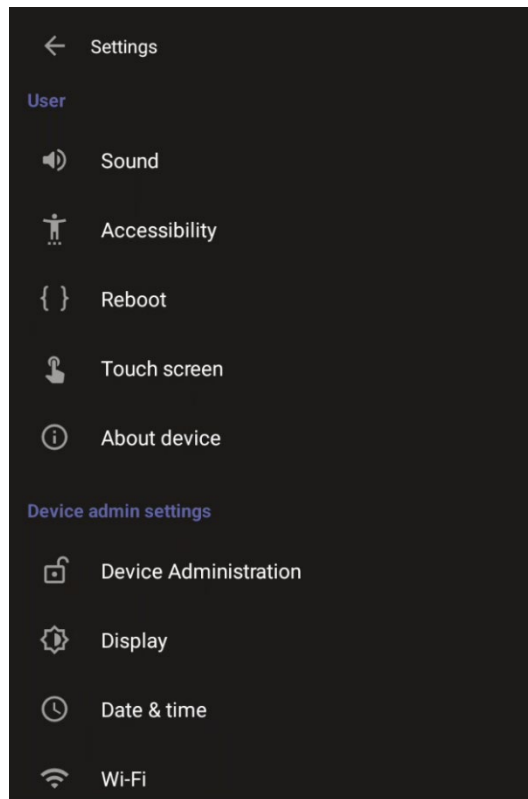 Settings
User
Sound
Accessibility
Reboot
Touch screen
About device
Device admin settings
Device Administration
Display
Date & time
Wi-Fi